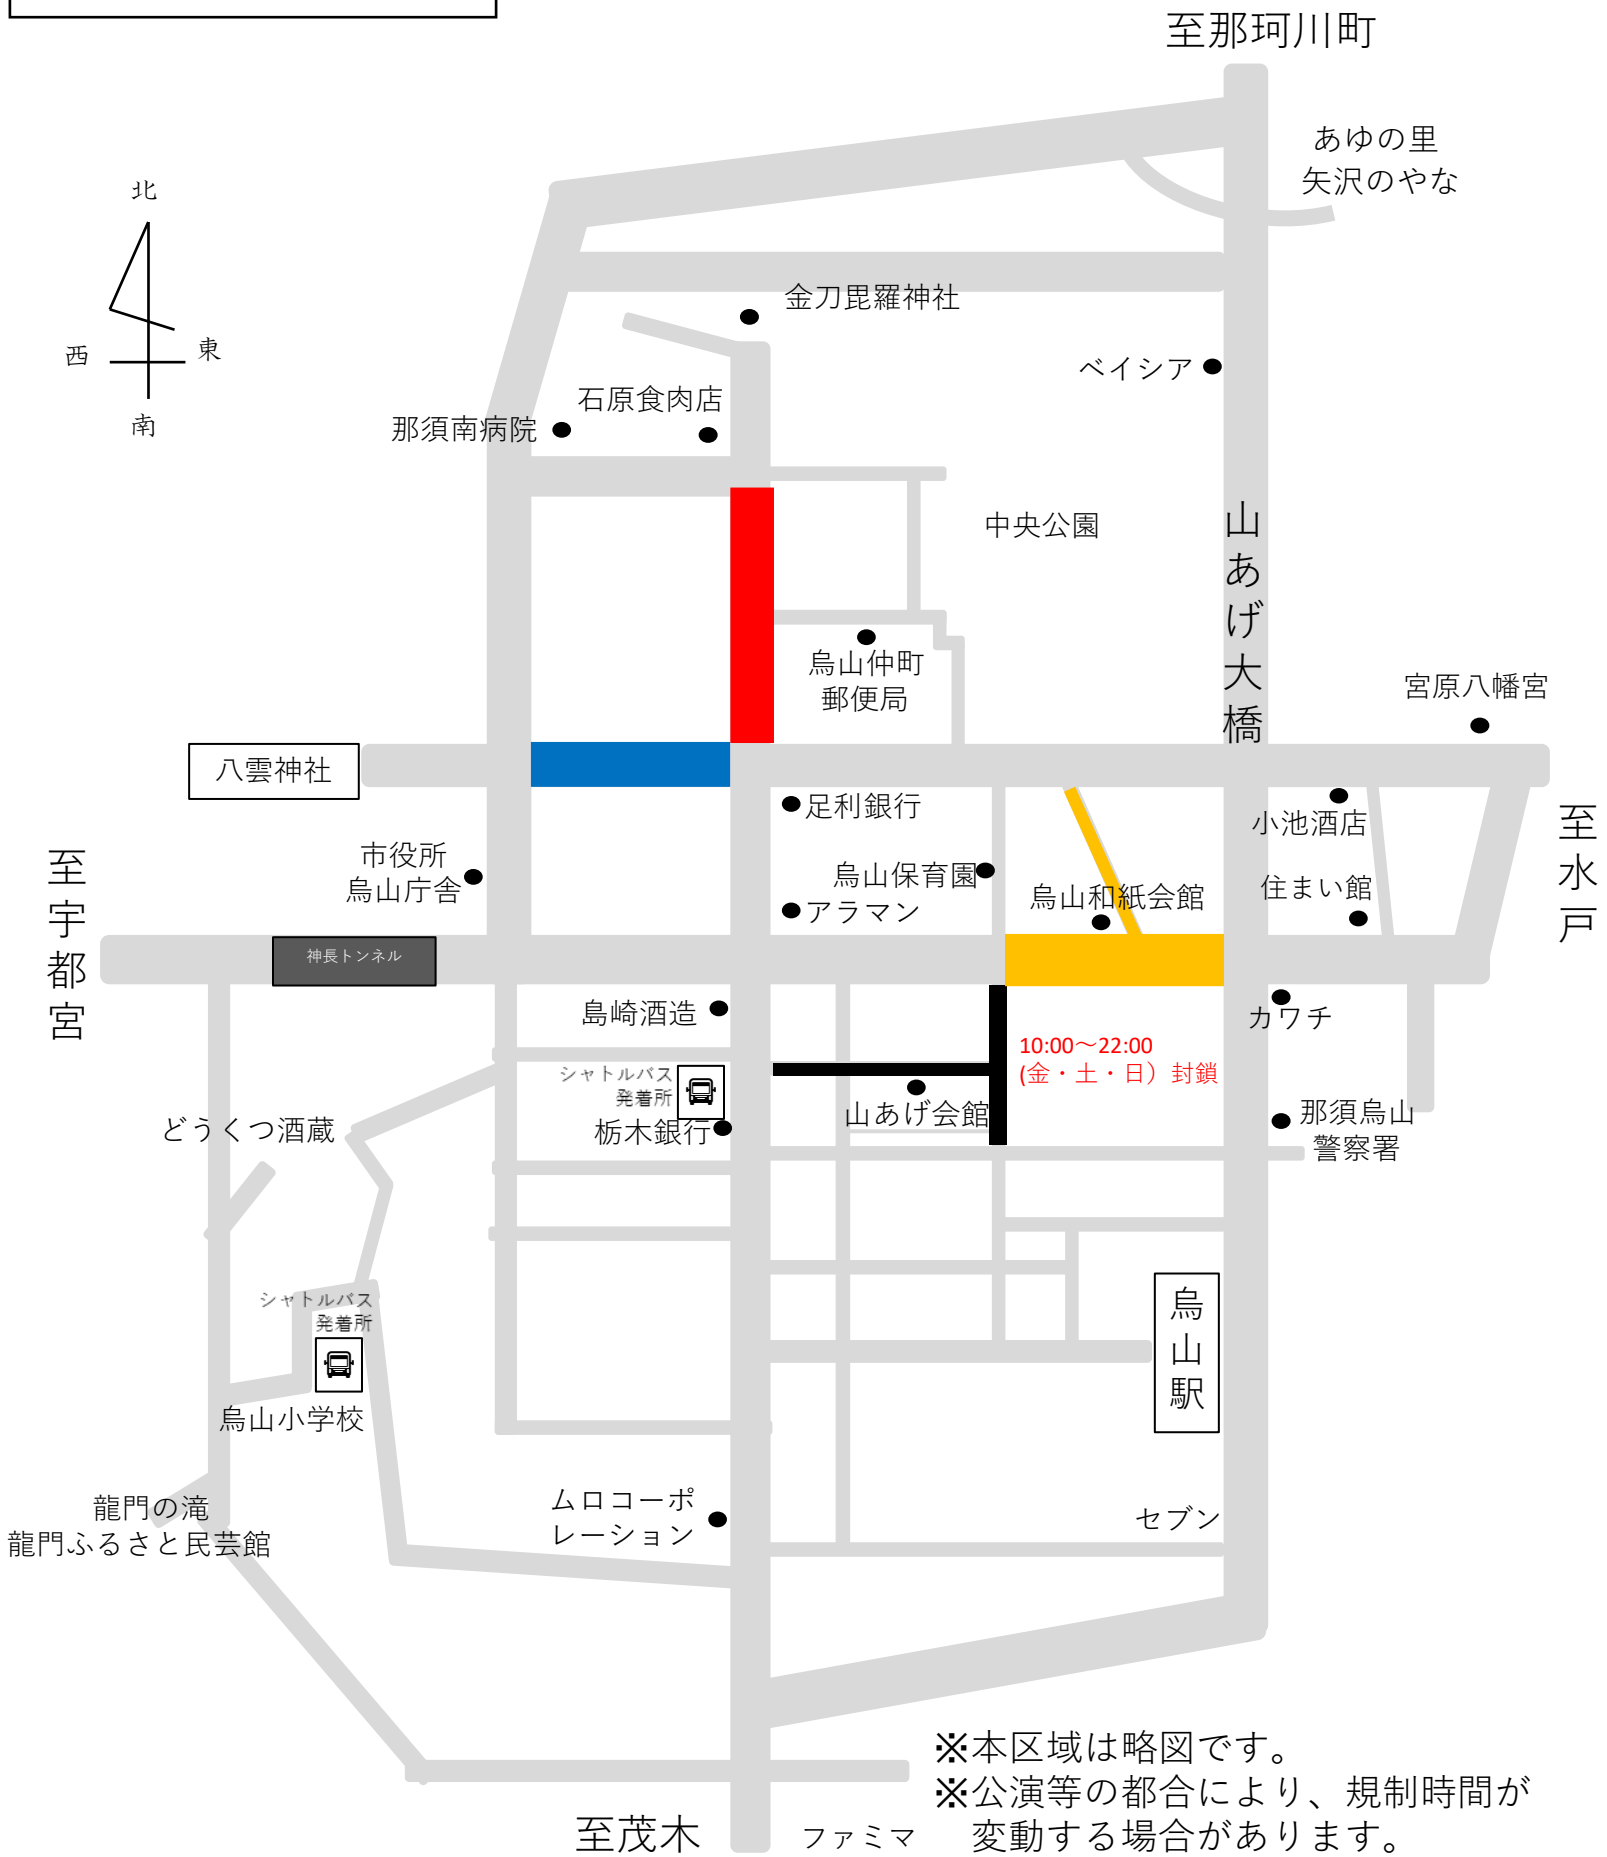 至那珂川町
あゆの里
矢沢のやな
北
西
東
南
金刀毘羅神社
ベイシア
石原食肉店
那須南病院
中央公園
山あげ大橋
烏山仲町
郵便局
宮原八幡宮
八雲神社
足利銀行
小池酒店
至水戸
市役所
烏山庁舎
至宇都宮
烏山保育園
烏山和紙会館
住まい館
アラマン
神長トンネル
島崎酒造
カワチ
10:00～22:00
(金・土・日）封鎖
シャトルバス
発着所
山あげ会館
栃木銀行
那須烏山
警察署
どうくつ酒蔵
シャトルバス
発着所
烏山駅
烏山小学校
龍門の滝
龍門ふるさと民芸館
ムロコーポ
レーション
セブン
※本区域は略図です。
※公演等の都合により、規制時間が
変動する場合があります。
至茂木
ファミマ